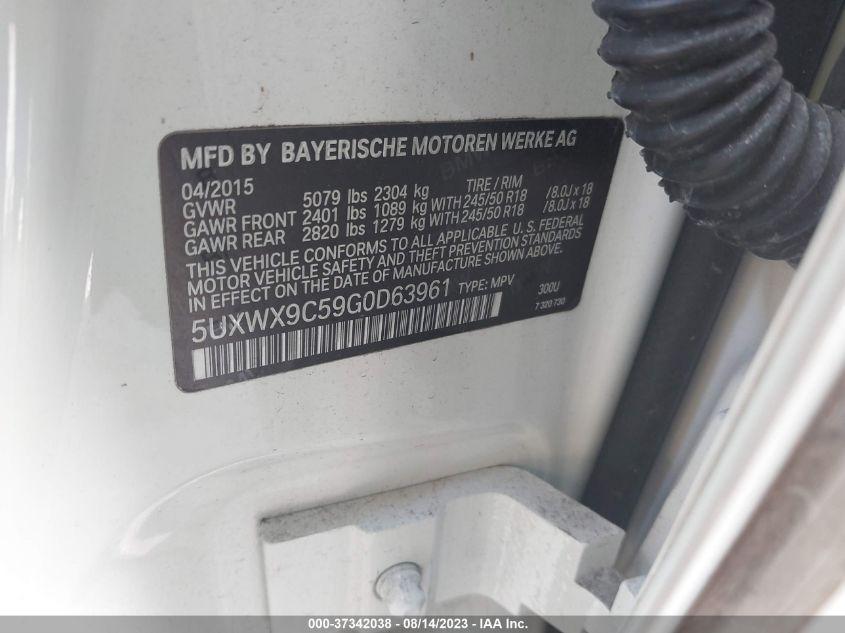 MFD BY BAYERISCHE MOTOREN WERKE AG
04/2015 TIRE / RIM
GVWR 5079 lbs 2304 kg
GAWR FRONT 2401 lbs 1089 kg WITH 245/50 R18 /8.0J x 18
GAWR REAR 2820 lbs 1279 kg WITH 245/50 R18 /8.0J x 18
THIS VEHICLE CONFORMS TO ALL APPLICABLE U.S. FEDERAL
MOTOR VEHICLE SAFETY AND THEFT PREVENTION STANDARDS
IN EFFECT ON THE DATE OF MANUFACTURE SHOWN ABOVE.
5UXWX9C59G0D63961 TYPE: MPV 300U
7 320 730
000-37342038 - 08/14/2023 - IAA Inc.